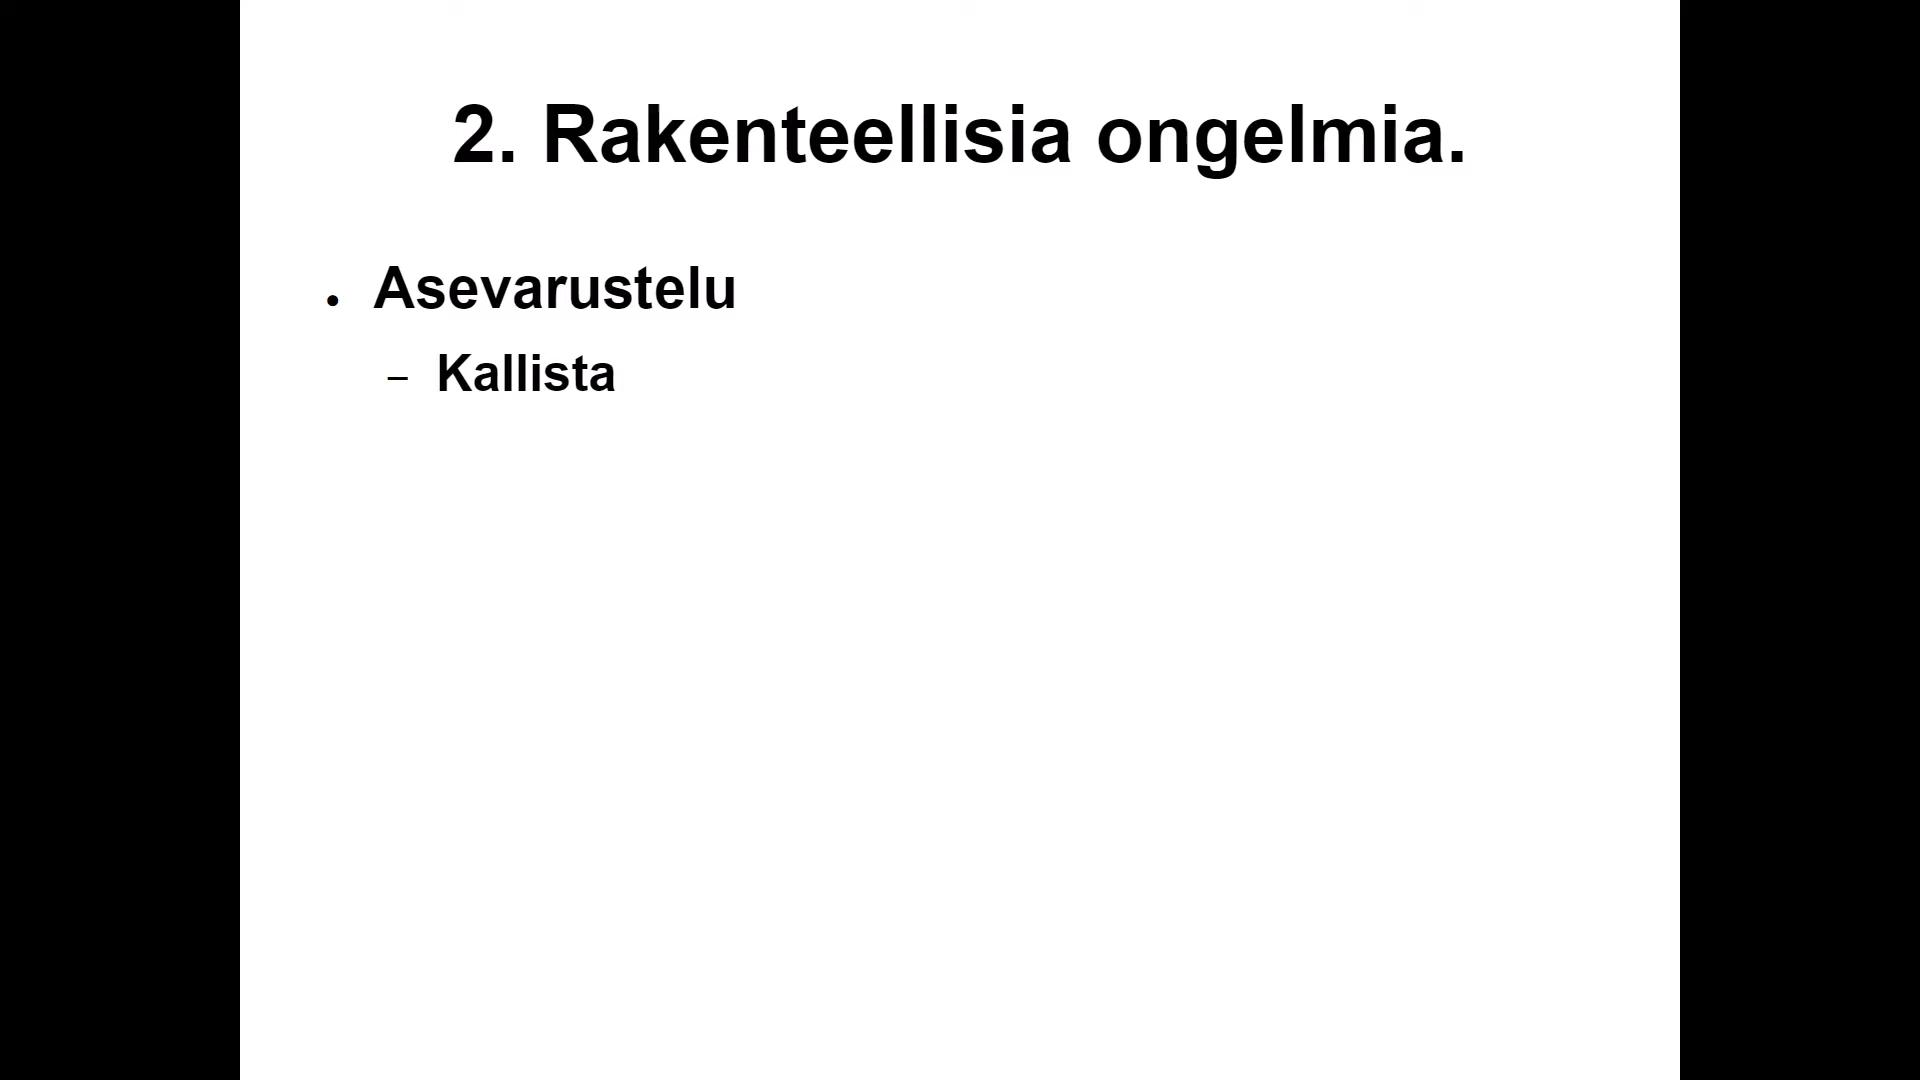 2. Rakenteellisia ongelmia.
• Asevarustelu
– Kallista